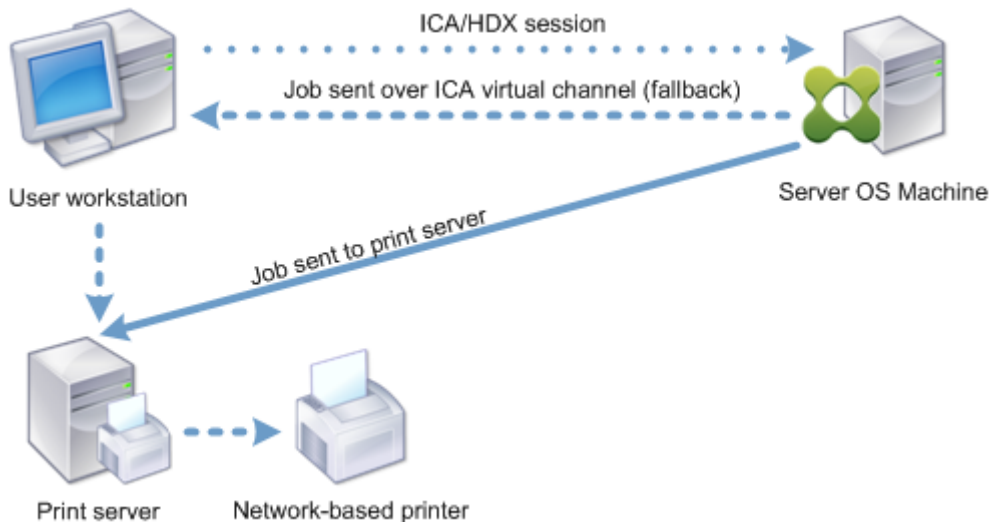 ICA/HDX session
Job sent over ICA virtual channel (fallback)
User workstation
Server OS Machine
Job sent to print server
Print server
Network-based printer